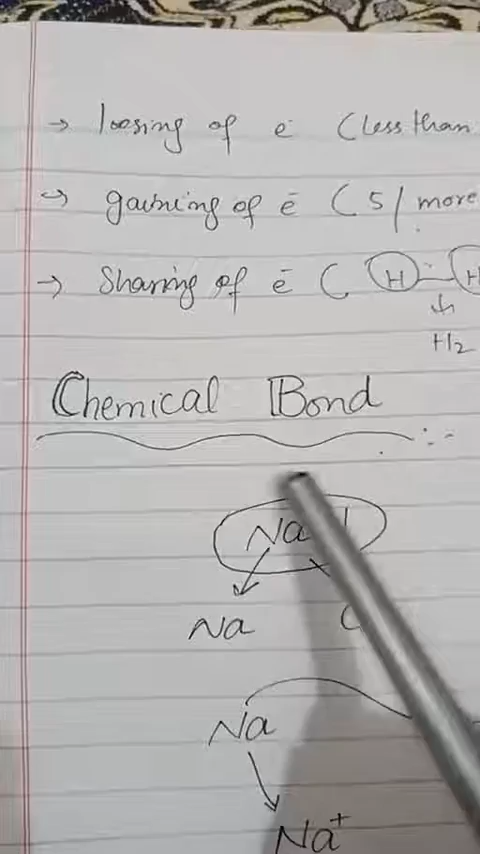 → loosing of e⁻ (less than
→ gaining of e⁻ ( 5 / more
→ Sharing of e⁻ ( H : H
H₂
Chemical Bond :-
Na l
Na C
Na
Na⁺